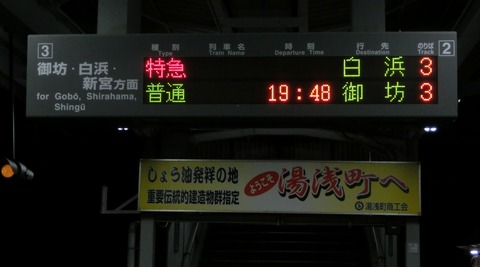 3
御坊・白浜・
新宮方面
for Gobō, Shirahama,
Shingū
種別 列車名 時刻 行先 のりば
Type Train Name Departure Time Destination Track
2
特急 白浜 3
普通 19:48 御坊 3
しょうゆ発祥の地
重要伝統的建造物群指定
ようこそ
湯浅町へ
湯浅町商工会